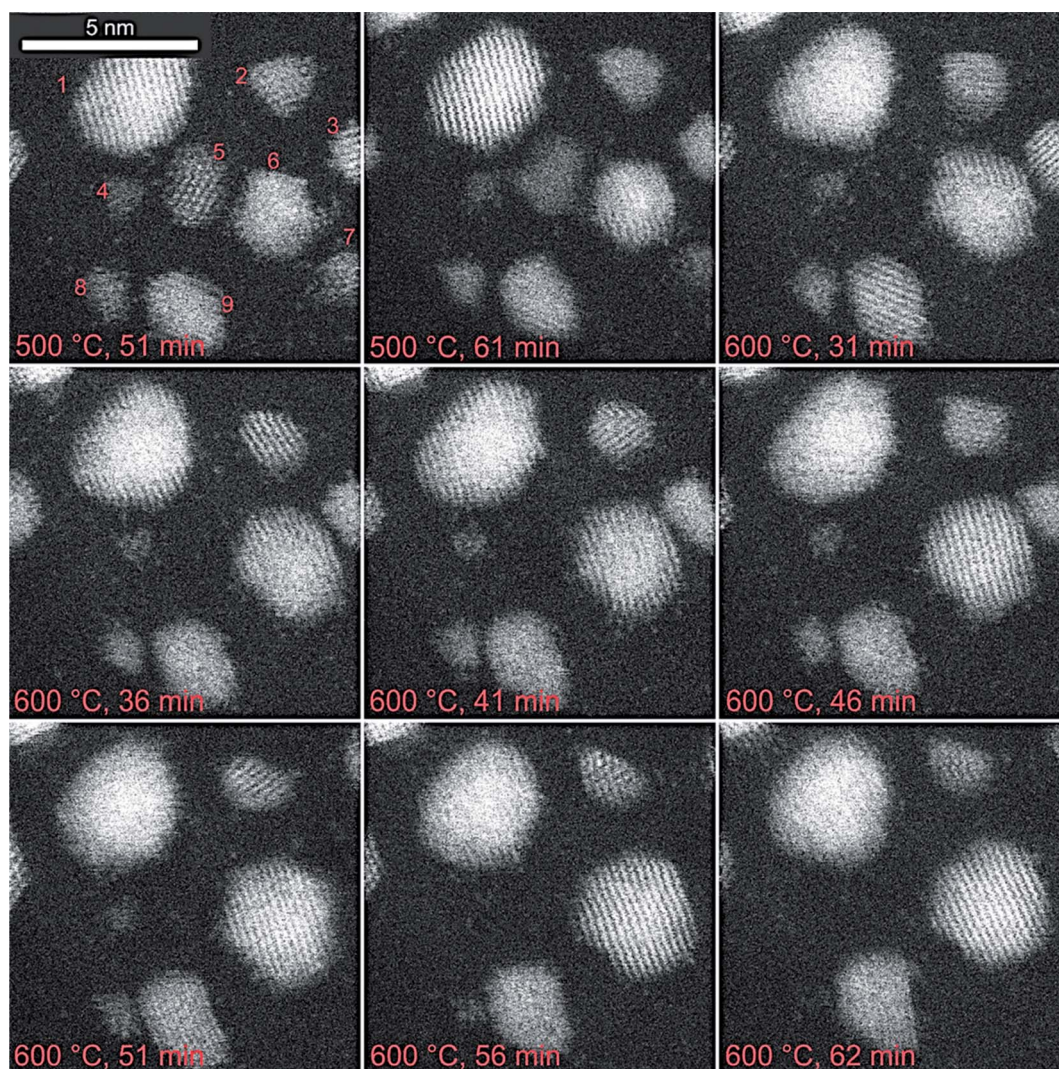 5 nm
1
2
3
4
5
6
7
8
9
500 °C, 51 min
500 °C, 61 min
600 °C, 31 min
600 °C, 36 min
600 °C, 41 min
600 °C, 46 min
600 °C, 51 min
600 °C, 56 min
600 °C, 62 min